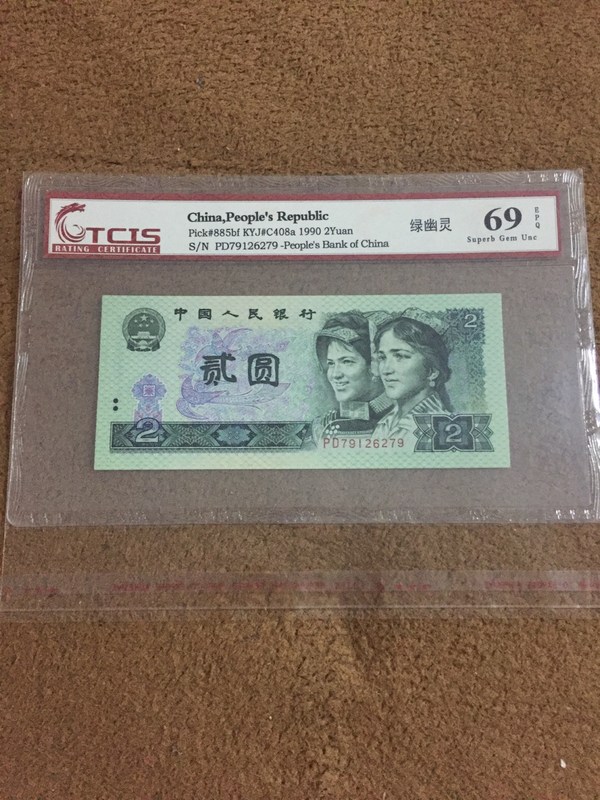 TCIS
RATING CERTIFICATE
China,People's Republic
Pick#885bf KYJ#C408a 1990 2Yuan
S/N PD79126279 -People's Bank of China
绿幽灵
69
EPQ
Superb Gem Unc
中国人民银行
2
贰圆
2
PD79126279
2